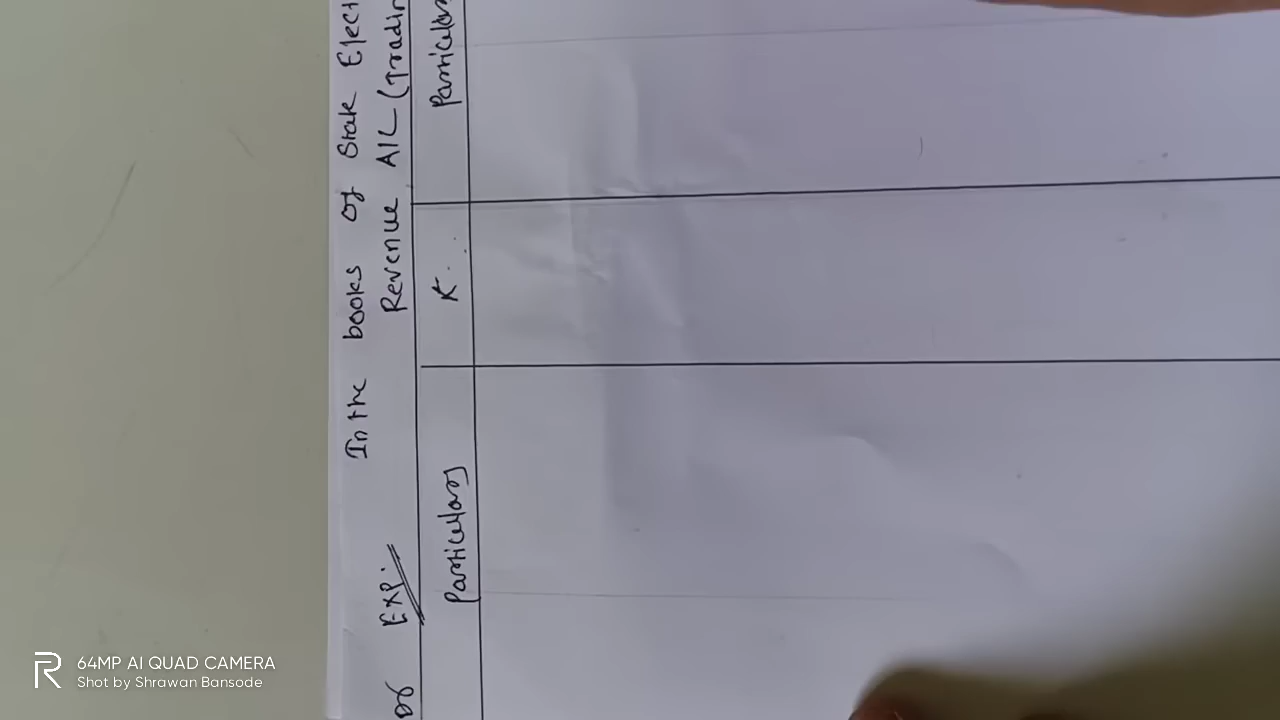 In the books of State Elect
Revenue A/C (Tradin
Dr Exp.
Particulars ₹ Particulars
64MP AI QUAD CAMERA
Shot by Shrawan Bansode